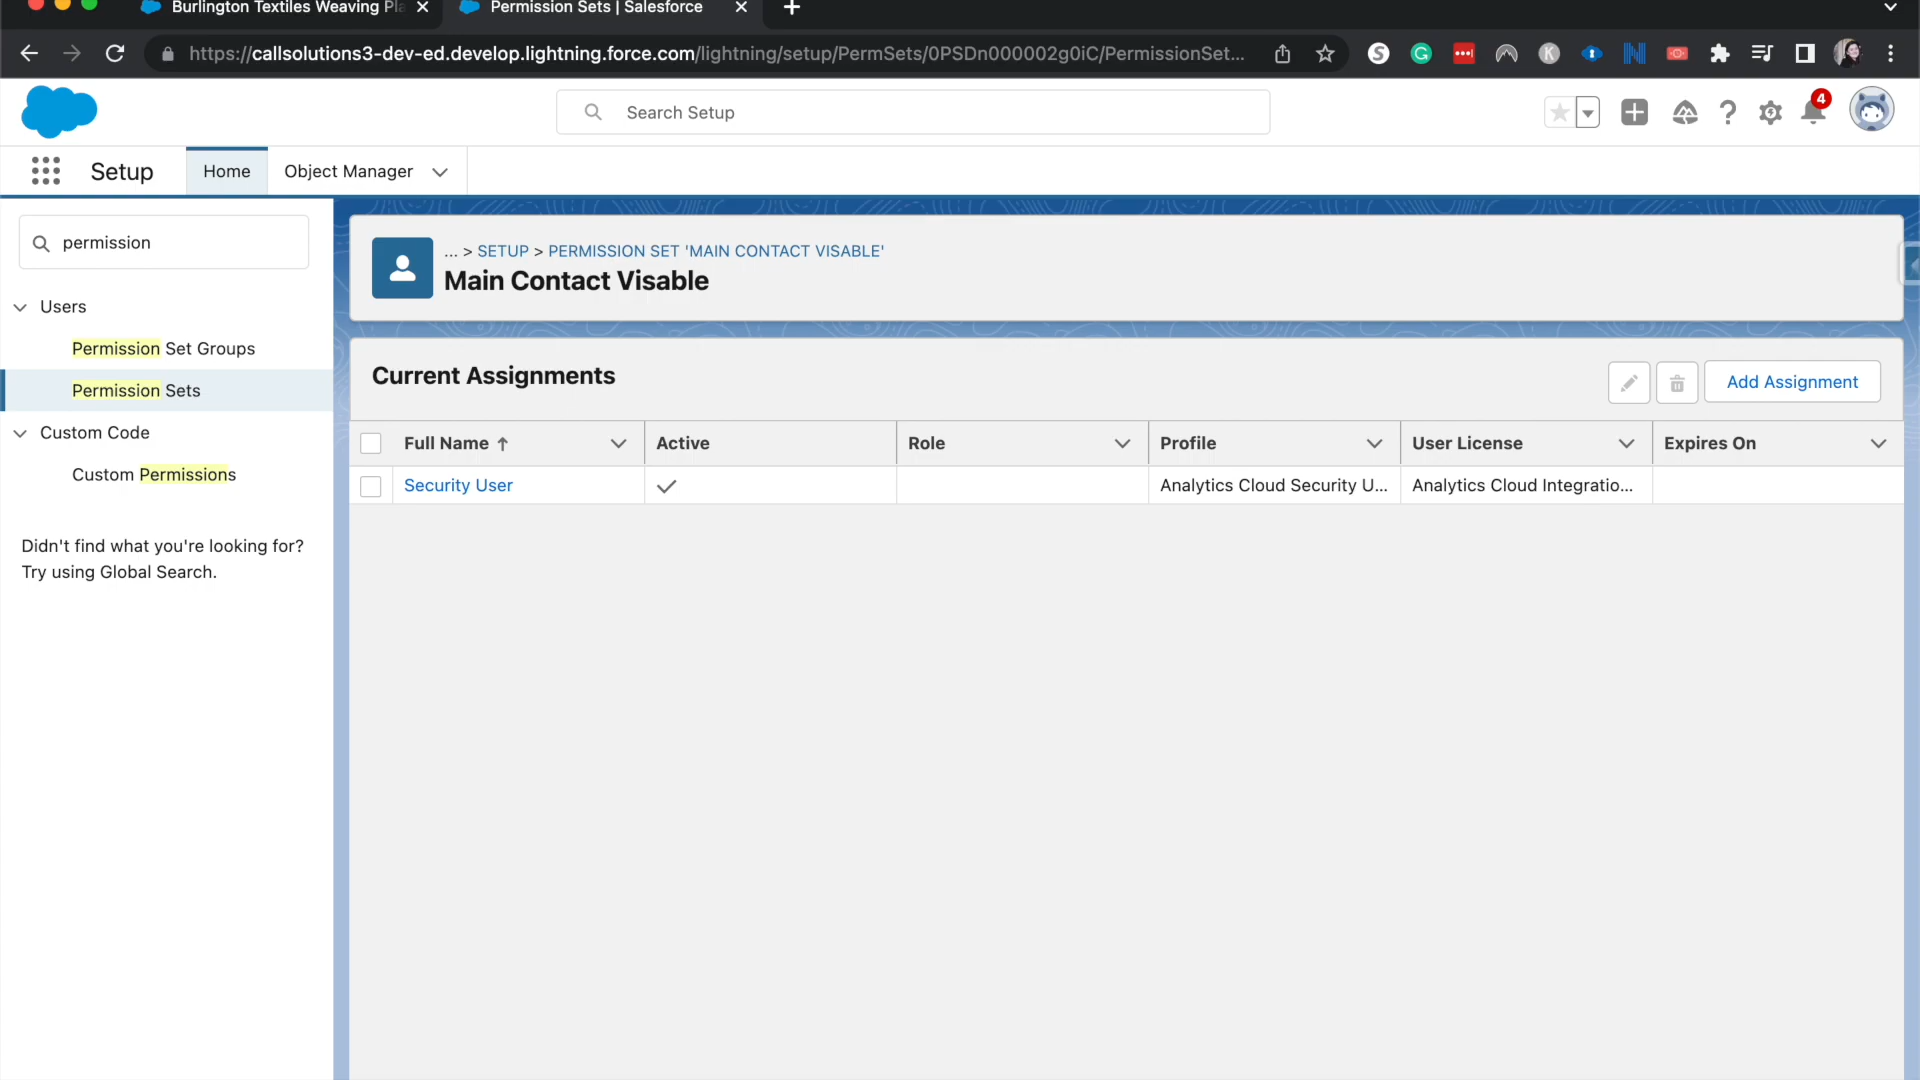 Burlington Textiles Weaving Pla
Permission Sets | Salesforce
https://callsolutions3-dev-ed.develop.lightning.force.com/lightning/setup/PermSets/0PSDn000002g0iC/PermissionSet...
Search Setup
4
Setup
Home
Object Manager
permission
Users
Permission Set Groups
Permission Sets
Custom Code
Custom Permissions
Didn't find what you're looking for?
Try using Global Search.
... > SETUP > PERMISSION SET 'MAIN CONTACT VISABLE'
Main Contact Visable
Current Assignments
Add Assignment
Full Name
Active
Role
Profile
User License
Expires On
Security User
Analytics Cloud Security U...
Analytics Cloud Integratio...